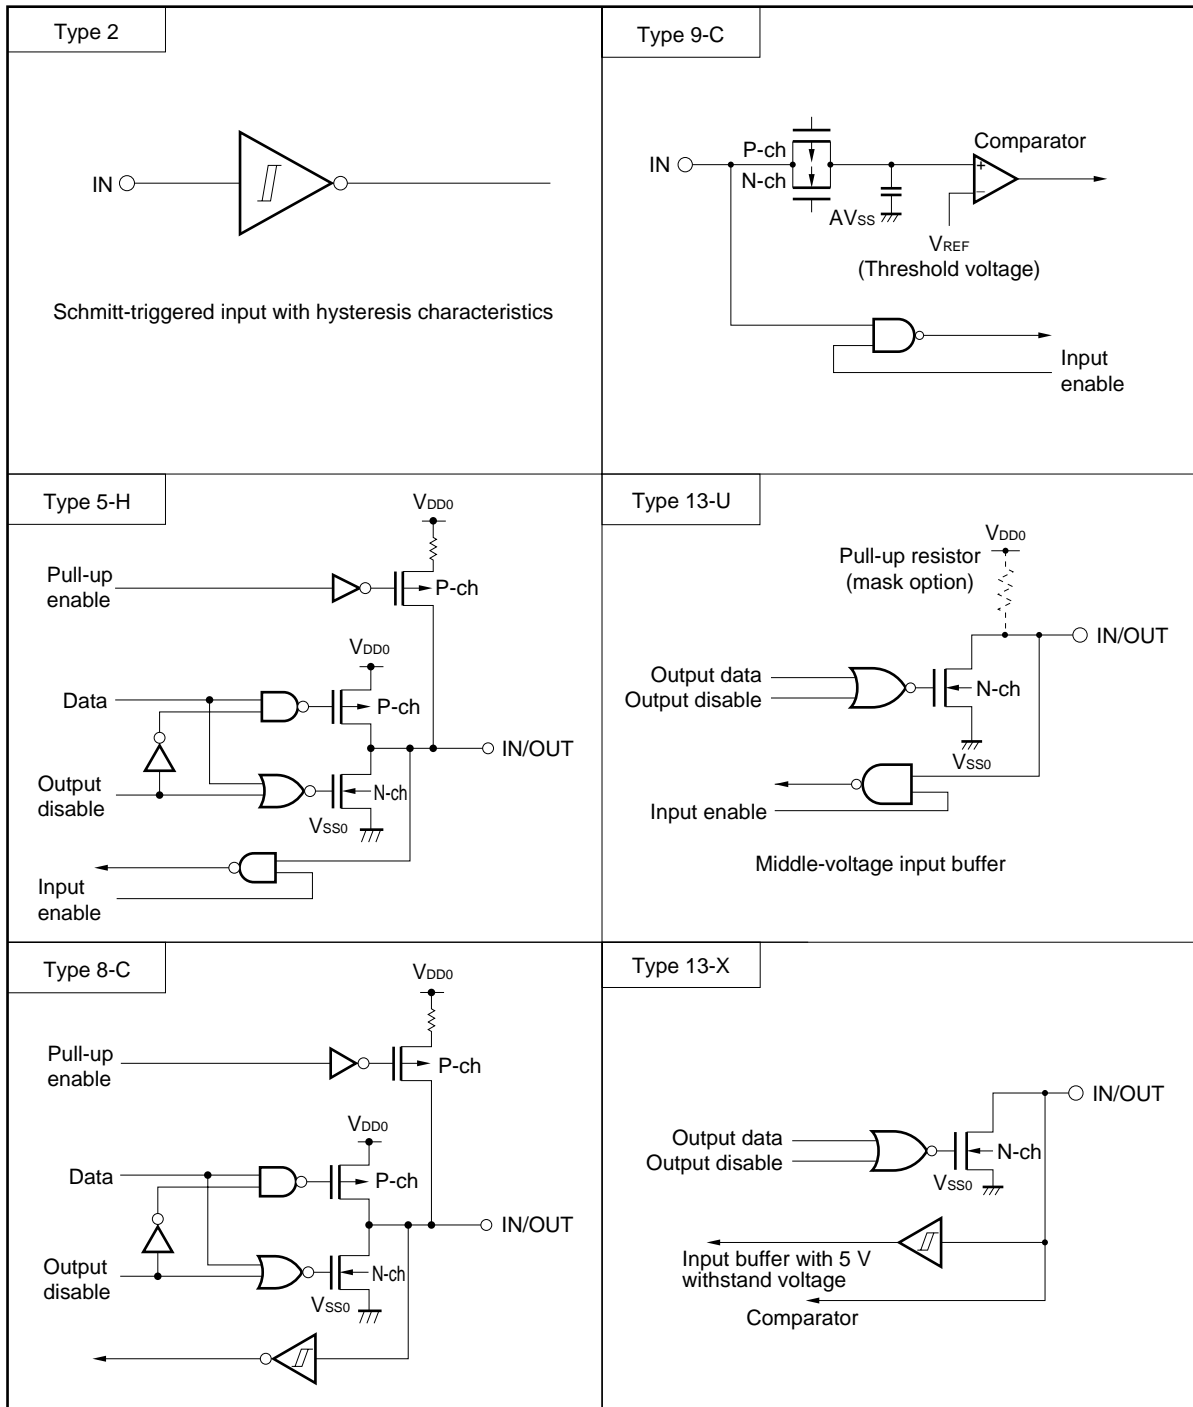 Type 2
IN
Schmitt-triggered input with hysteresis characteristics
Type 9-C
P-ch
N-ch
IN
Comparator
+
−
AVSS
VREF
(Threshold voltage)
Input
enable
Type 5-H
VDD0
Pull-up
enable
P-ch
VDD0
Data
P-ch
IN/OUT
Output
disable
N-ch
VSS0
Input
enable
Type 13-U
VDD0
Pull-up resistor
(mask option)
IN/OUT
Output data
Output disable
N-ch
VSS0
Input enable
Middle-voltage input buffer
Type 8-C
VDD0
Pull-up
enable
P-ch
VDD0
Data
P-ch
IN/OUT
Output
disable
N-ch
VSS0
Type 13-X
IN/OUT
Output data
Output disable
N-ch
VSS0
Input buffer with 5 V
withstand voltage
Comparator